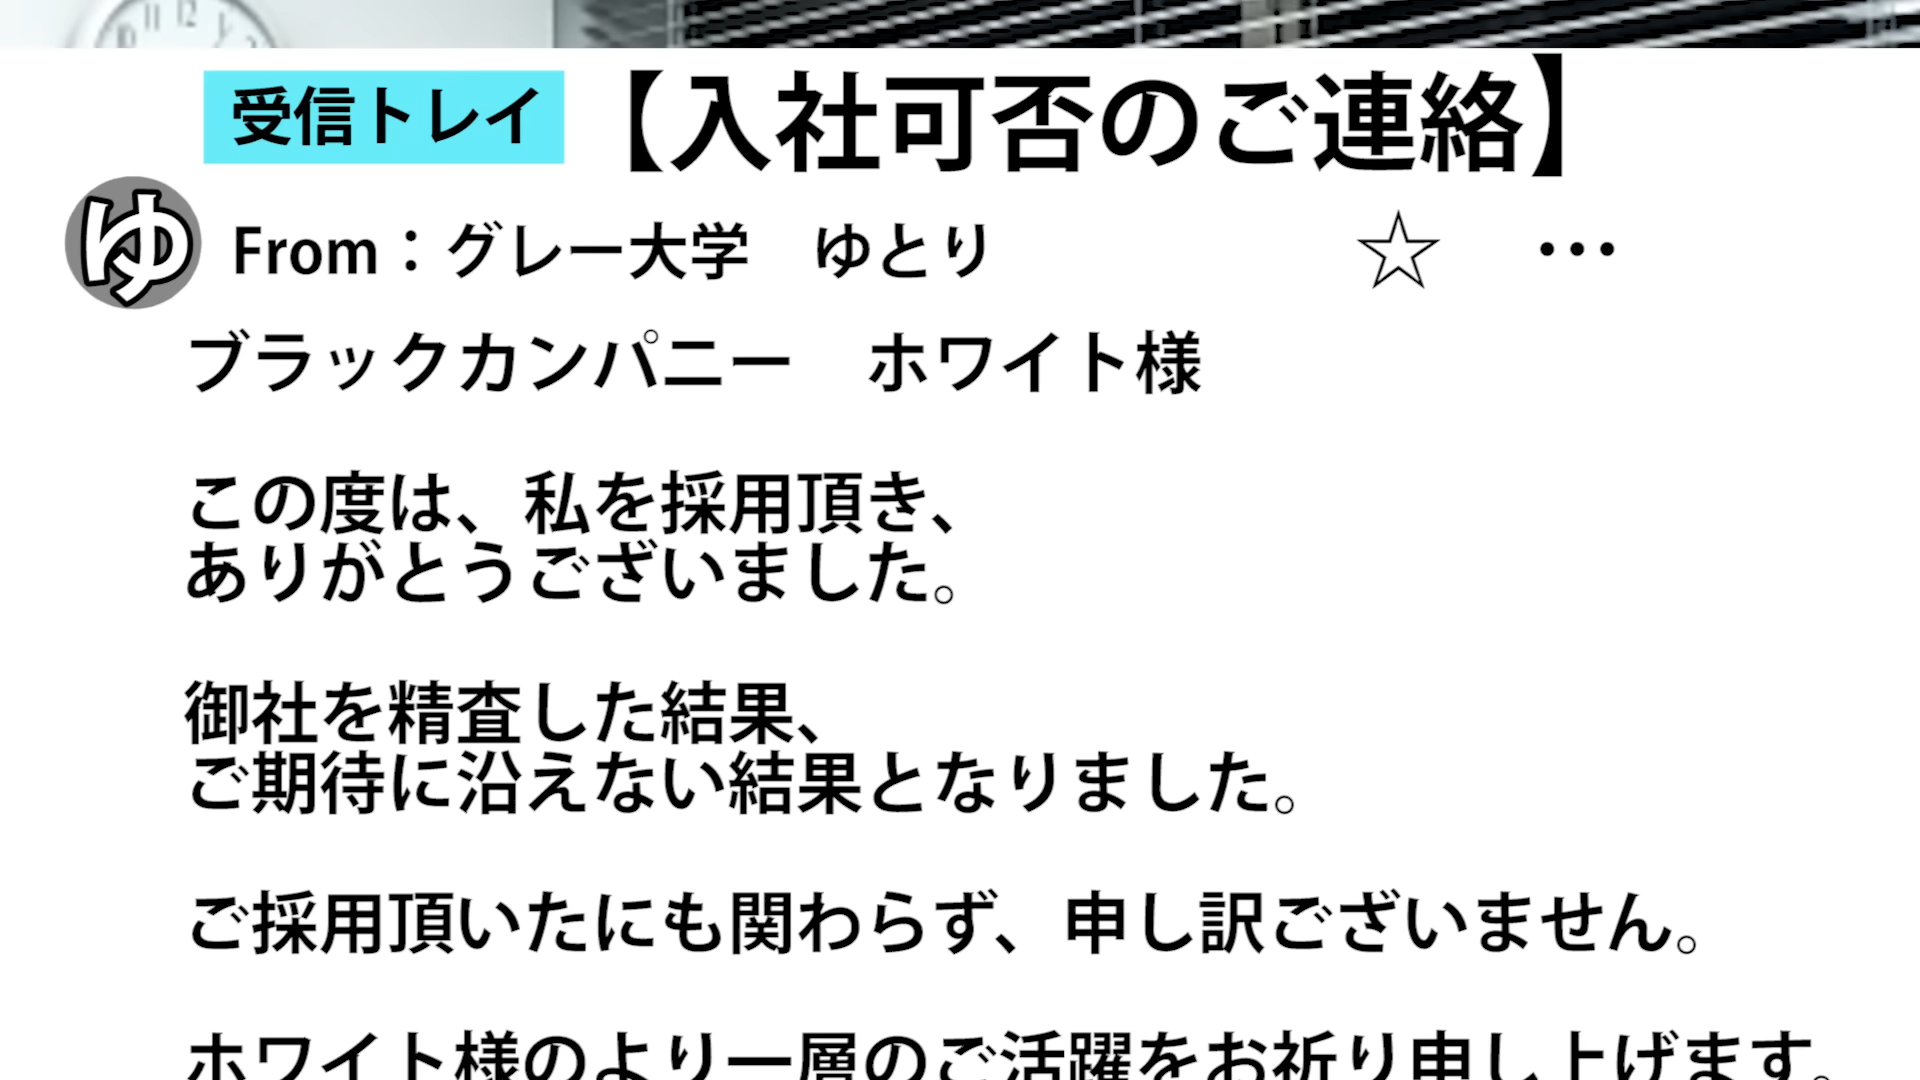 11 12 1
10 2
受信トレイ 【入社可否のご連絡】
ゆ From：グレー大学 ゆとり ☆ …
ブラックカンパニー ホワイト様
この度は、私を採用頂き、
ありがとうございました。
御社を精査した結果、
ご期待に沿えない結果となりました。
ご採用頂いたにも関わらず、申し訳ございません。
ホワイト様のより一層のご活躍をお祈り申し上げます。